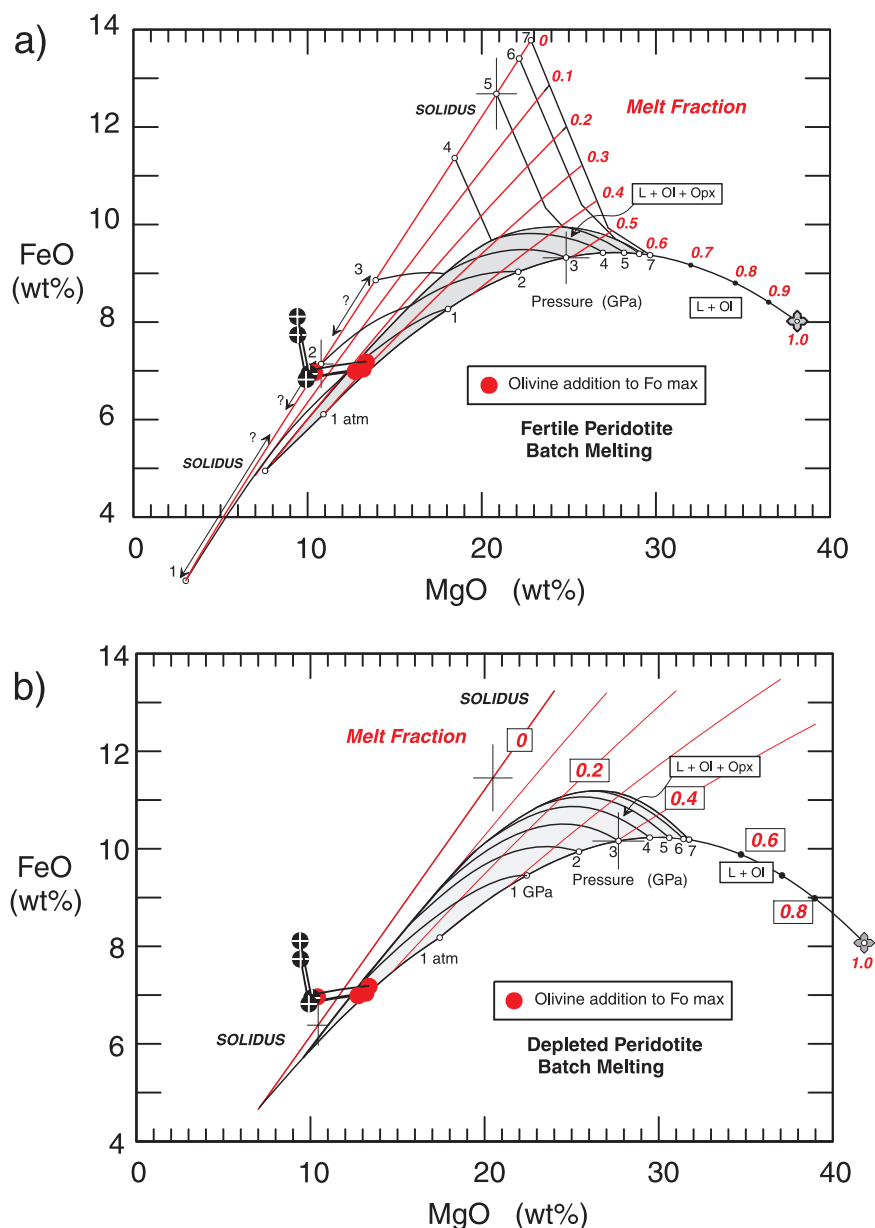 a)
14
12
10
8
6
4
FeO
(wt%)
7
0
6
0.1
5
SOLIDUS
Melt Fraction
0.2
4
0.3
0.4
L + Ol + Opx
0.5
3
0.6
0.7
?
2
3
4
5
7
0.8
Pressure (GPa)
L + Ol
0.9
1
1.0
2
?
Olivine addition to Fo max
1 atm
?
Fertile Peridotite
Batch Melting
SOLIDUS
1
0
10
20
30
40
MgO (wt%)
b)
14
12
10
8
6
4
FeO
(wt%)
SOLIDUS
Melt Fraction
0
L + Ol + Opx
0.2
0.4
2
3
4
5
6
7
0.6
Pressure (GPa)
L + Ol
1 GPa
0.8
1 atm
1.0
Olivine addition to Fo max
SOLIDUS
Depleted Peridotite
Batch Melting
0
10
20
30
40
MgO (wt%)